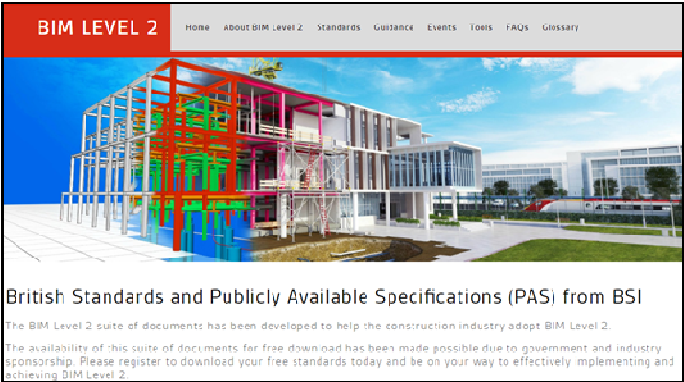 BIM LEVEL 2
Home About BIM Level 2 Standards Guidance Events Tools FAQs Glossary
British Standards and Publicly Available Specifications (PAS) from BSI
The BIM Level 2 suite of documents has been developed to help the construction industry adopt BIM Level 2.
The availability of this suite of documents for free download has been made possible due to government and industry
sponsorship. Please register to download your free standards today and be on your way to effectively implementing and
achieving BIM Level 2